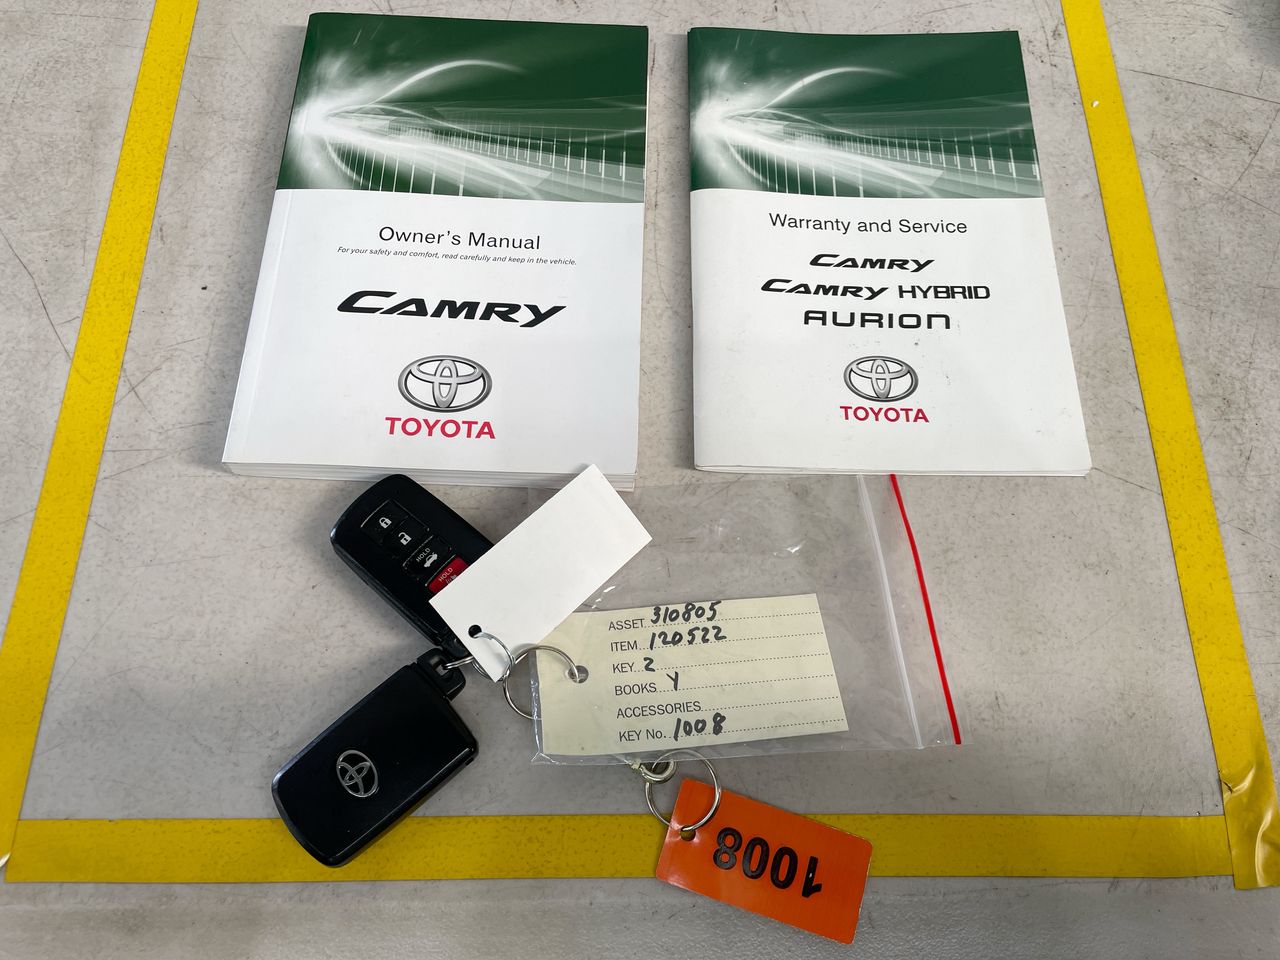 Owner's Manual
For your safety and comfort, read carefully and keep in the vehicle.
CAMRY
TOYOTA
Warranty and Service
CAMRY
CAMRY HYBRID
AURION
TOYOTA
HOLD
HOLD
ASSET 310805
ITEM 120522
KEY 2
BOOKS Y
ACCESSORIES
KEY No. 1008
1008